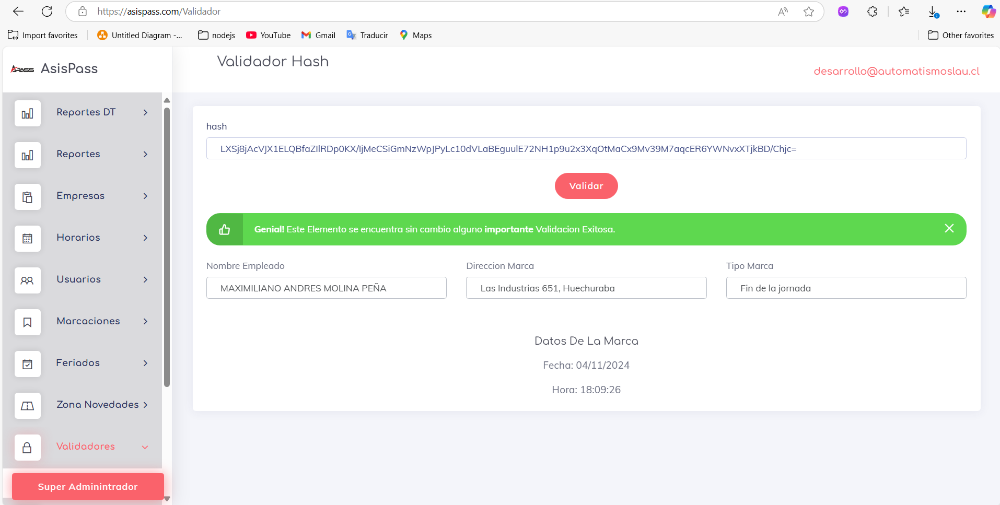 https://asispass.com/Validador
Import favorites
Untitled Diagram -...
nodejs
YouTube
Gmail
Traducir
Maps
Other favorites
APASS AsisPass
Validador Hash
desarrollo@automatismoslau.cl
Reportes DT
Reportes
Empresas
Horarios
Usuarios
Marcaciones
Feriados
Zona Novedades
Validadores
Super Adminintrador
hash
LXSj8jAcVJX1ELQBfaZIlRDp0KX/IjMeCSiGmNzWpJPyLc10dVLaBEguulE72NH1p9u2x3XqOtMaCx9Mv39M7aqcER6YWNvxXTjkBD/Chjc=
Validar
Genial! Este Elemento se encuentra sin cambio alguno importante Validacion Exitosa.
Nombre Empleado
MAXIMILIANO ANDRES MOLINA PEÑA
Direccion Marca
Las Industrias 651, Huechuraba
Tipo Marca
Fin de la jornada
Datos De La Marca
Fecha: 04/11/2024
Hora: 18:09:26